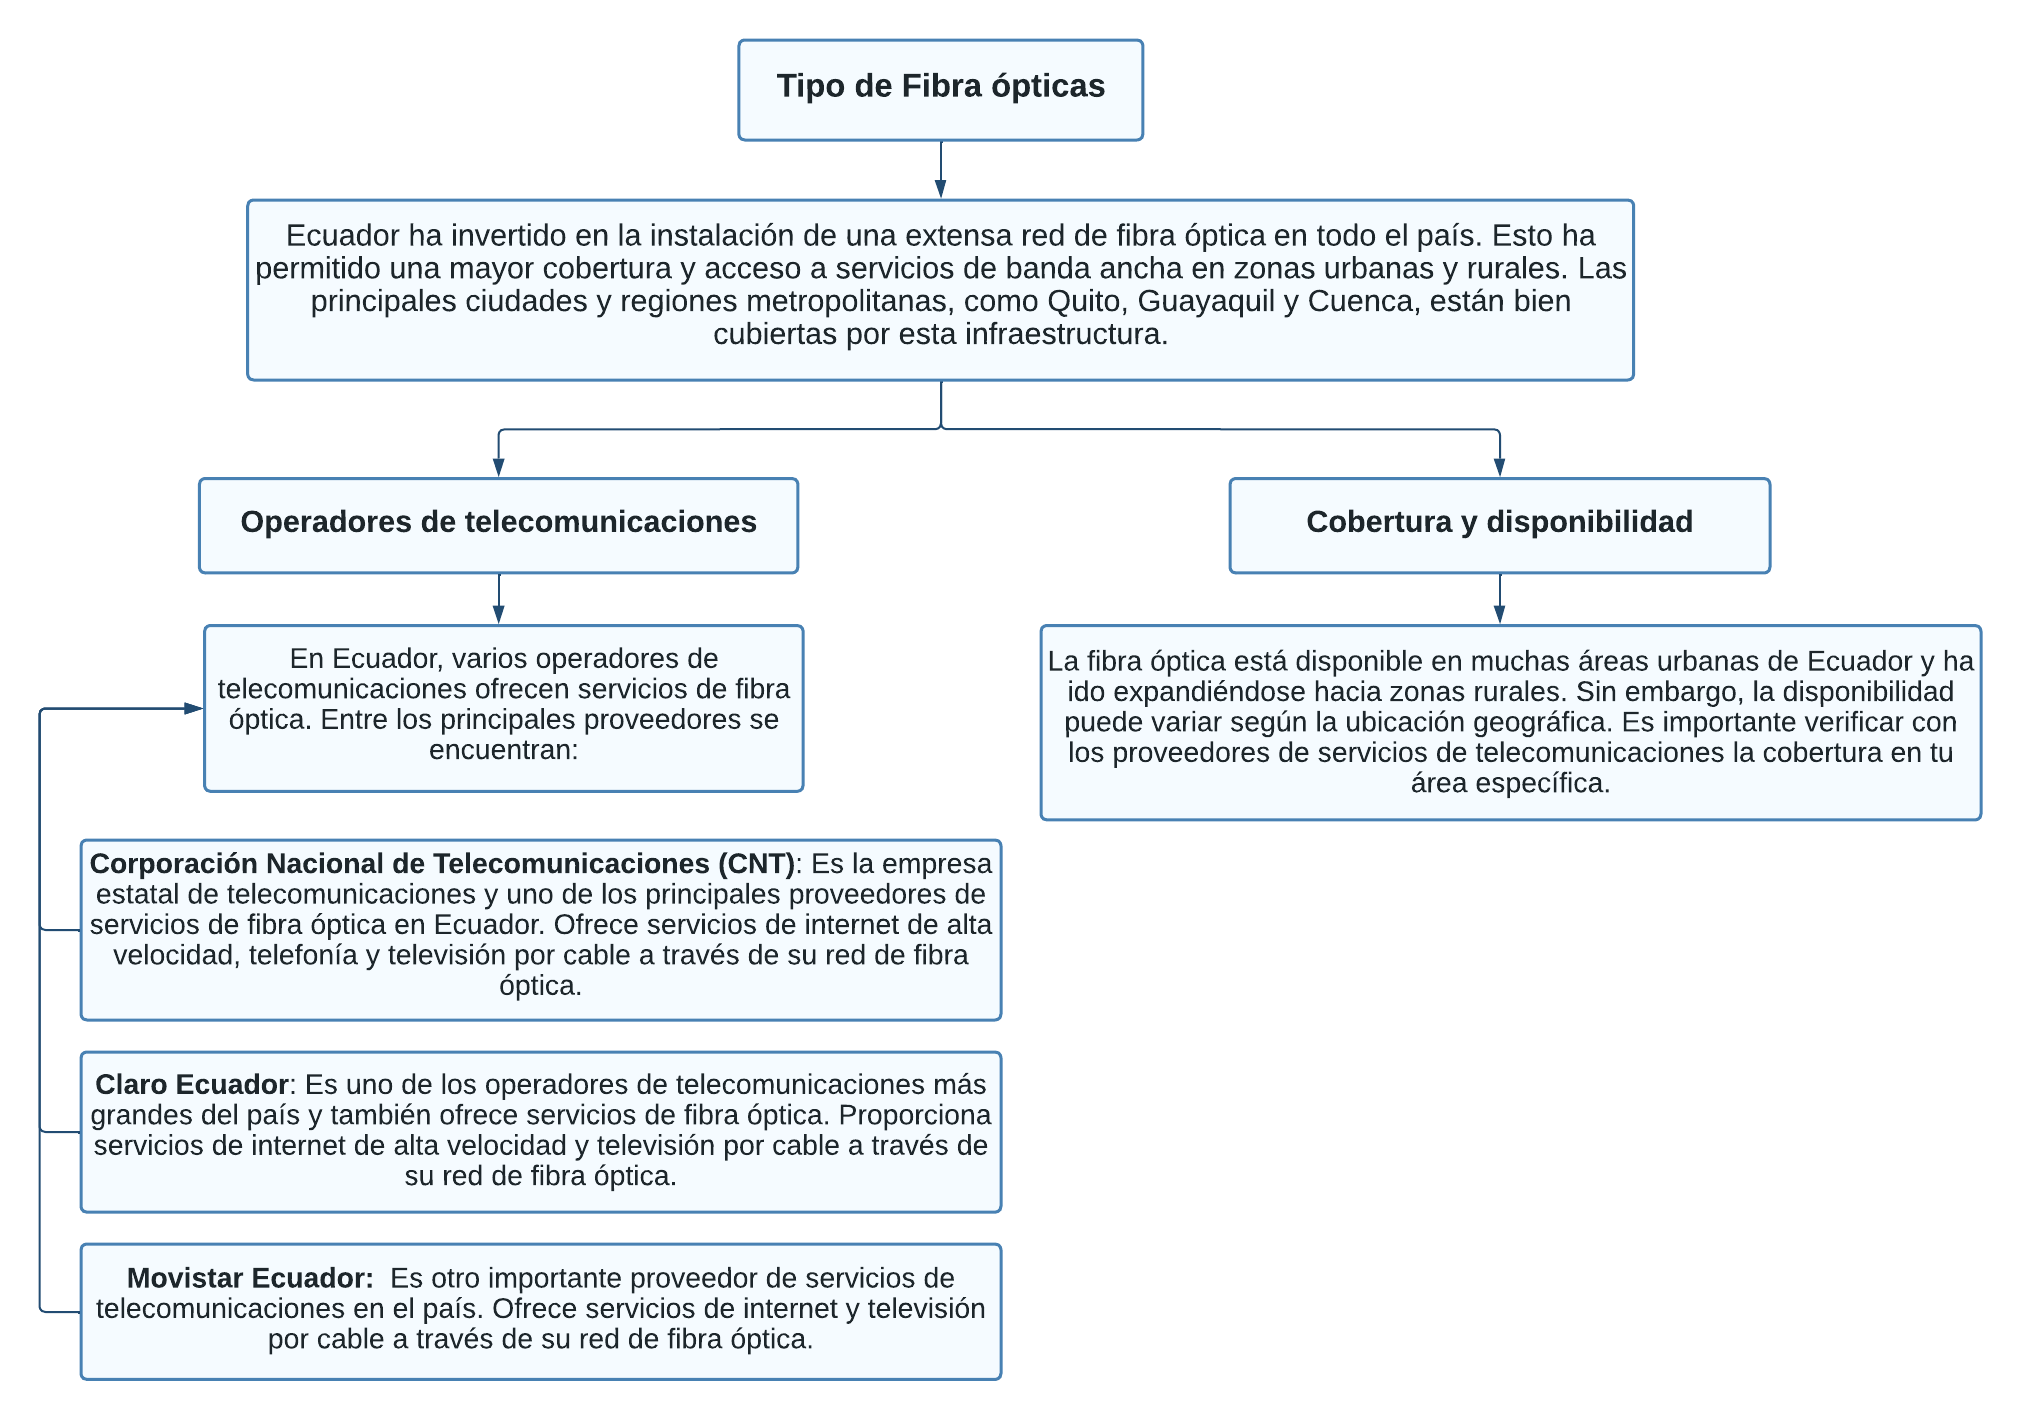 Tipo de Fibra ópticas
Ecuador ha invertido en la instalación de una extensa red de fibra óptica en todo el país. Esto ha
permitido una mayor cobertura y acceso a servicios de banda ancha en zonas urbanas y rurales. Las
principales ciudades y regiones metropolitanas, como Quito, Guayaquil y Cuenca, están bien
cubiertas por esta infraestructura.
Operadores de telecomunicaciones
En Ecuador, varios operadores de
telecomunicaciones ofrecen servicios de fibra
óptica. Entre los principales proveedores se
encuentran:
Corporación Nacional de Telecomunicaciones (CNT): Es la empresa
estatal de telecomunicaciones y uno de los principales proveedores de
servicios de fibra óptica en Ecuador. Ofrece servicios de internet de alta
velocidad, telefonía y televisión por cable a través de su red de fibra
óptica.
Claro Ecuador: Es uno de los operadores de telecomunicaciones más
grandes del país y también ofrece servicios de fibra óptica. Proporciona
servicios de internet de alta velocidad y televisión por cable a través de
su red de fibra óptica.
Movistar Ecuador:  Es otro importante proveedor de servicios de
telecomunicaciones en el país. Ofrece servicios de internet y televisión
por cable a través de su red de fibra óptica.
Cobertura y disponibilidad
La fibra óptica está disponible en muchas áreas urbanas de Ecuador y ha
ido expandiéndose hacia zonas rurales. Sin embargo, la disponibilidad
puede variar según la ubicación geográfica. Es importante verificar con
los proveedores de servicios de telecomunicaciones la cobertura en tu
área específica.